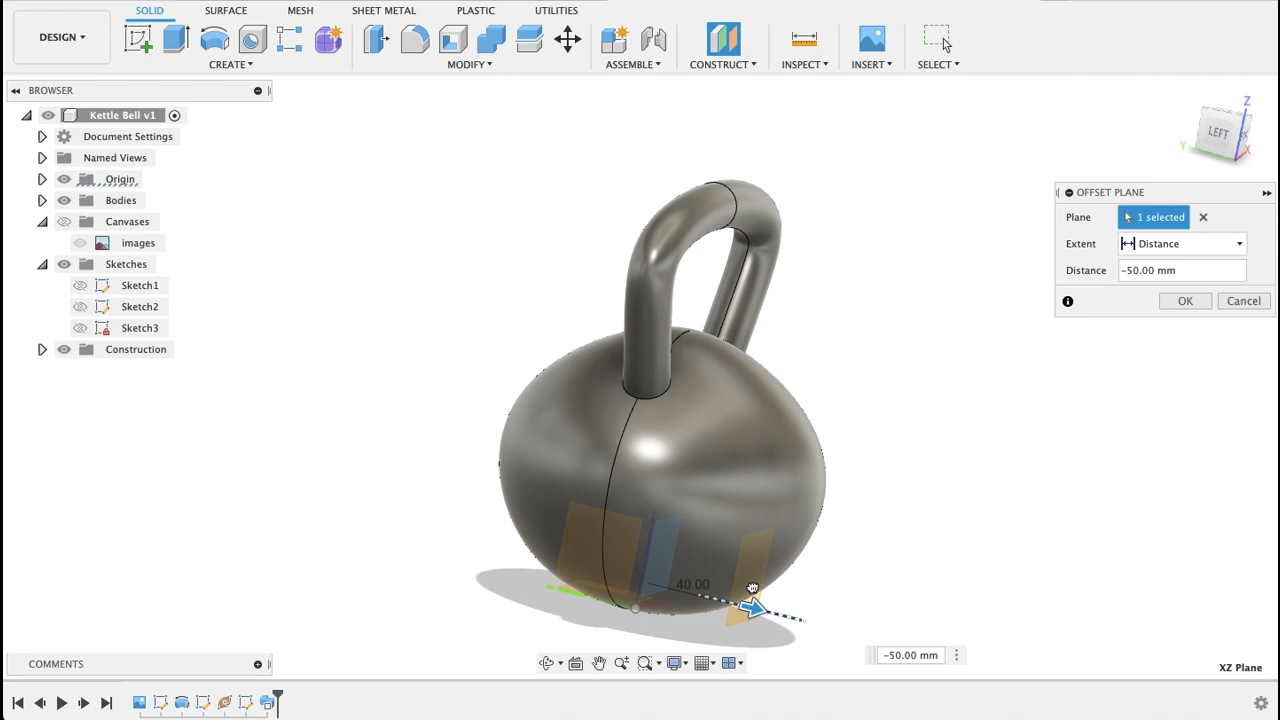 SOLID SURFACE MESH SHEET METAL PLASTIC UTILITIES
DESIGN
CREATE MODIFY ASSEMBLE CONSTRUCT INSPECT INSERT SELECT
BROWSER
Kettle Bell v1
Document Settings
Named Views
Origin
Bodies
Canvases
images
Sketches
Sketch1
Sketch2
Sketch3
Construction
Z
LEFT
Y
X
OFFSET PLANE
Plane 1 selected
Extent Distance
Distance -50.00 mm
OK Cancel
40.00
-50.00 mm
COMMENTS
XZ Plane